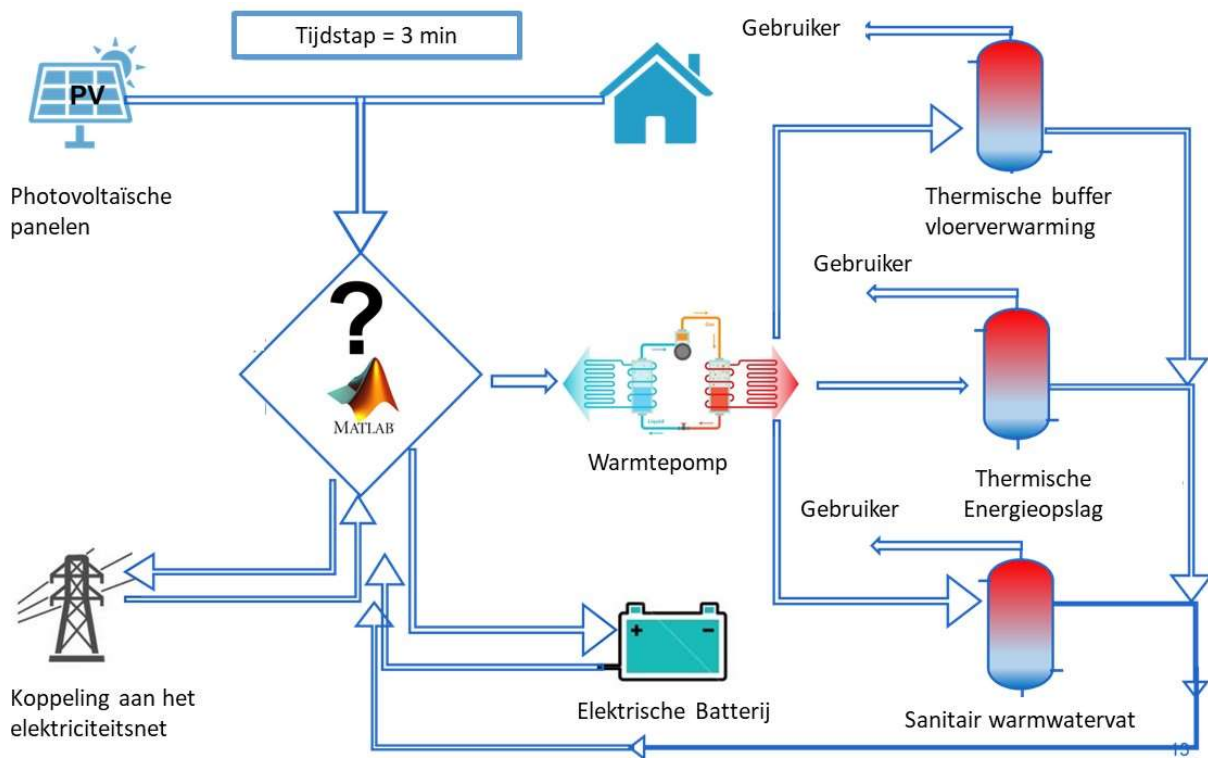 Tijdstap = 3 min
Gebruiker
PV
Photovoltaïsche
panelen
Thermische buffer
vloerverwarming
Gebruiker
?
MATLAB
Warmtepomp
Thermische
Energieopslag
Gebruiker
+ −
Koppeling aan het
elektriciteitsnet
Elektrische Batterij
Sanitair warmwatervat
13